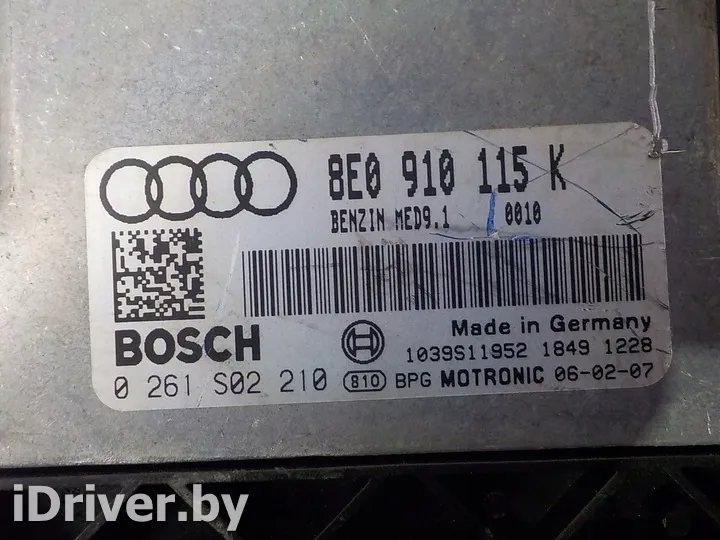 8E0 910 115 K
BENZIN MED9.1 0010
BOSCH
Made in Germany
1039S11952 1849 1228
0 261 S02 210 810 BPG MOTRONIC 06-02-07
iDriver.by